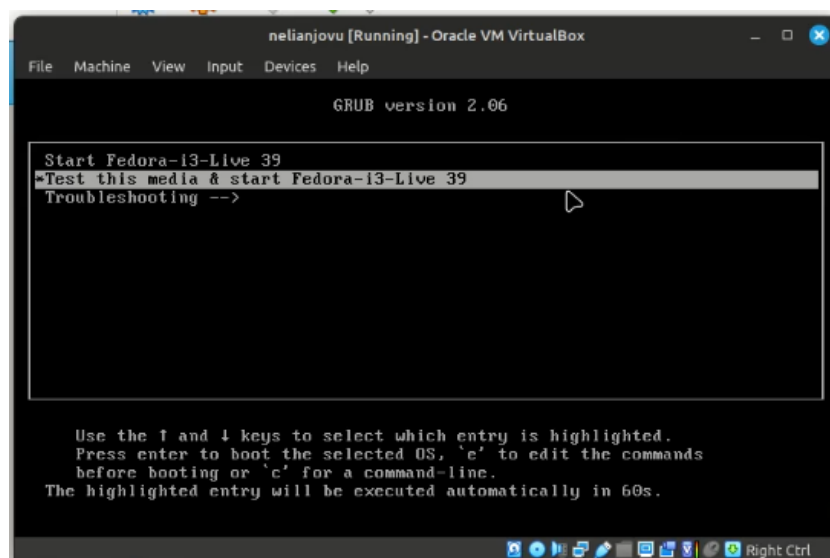 nelianjovu [Running] - Oracle VM VirtualBox
File Machine View Input Devices Help
GRUB version 2.06
Start Fedora-i3-Live 39
*Test this media & start Fedora-i3-Live 39
Troubleshooting -->
Use the ↑ and ↓ keys to select which entry is highlighted.
Press enter to boot the selected OS, `e' to edit the commands
before booting or `c' for a command-line.
The highlighted entry will be executed automatically in 60s.
Right Ctrl